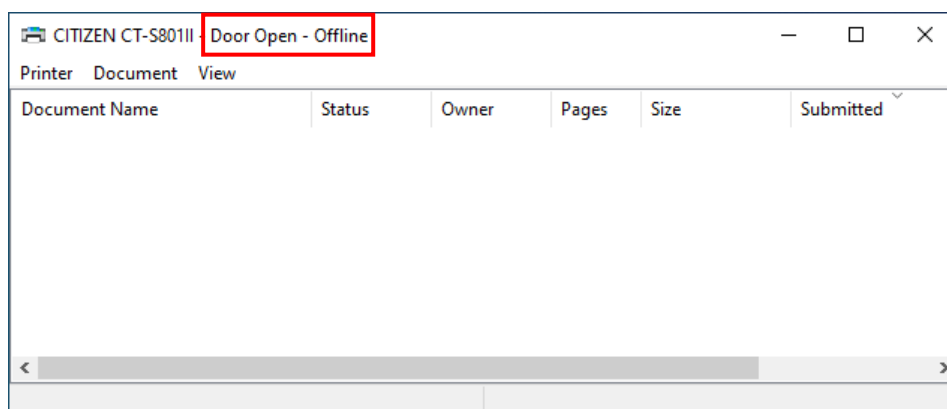 CITIZEN CT-S801II - Door Open - Offline
Printer Document View
Document Name Status Owner Pages Size Submitted